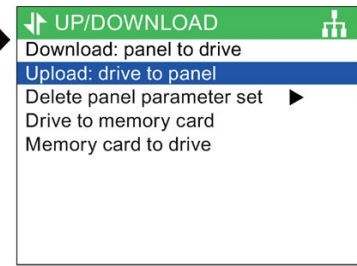 UP/DOWNLOAD
Download: panel to drive
Upload: drive to panel
Delete panel parameter set
Drive to memory card
Memory card to drive